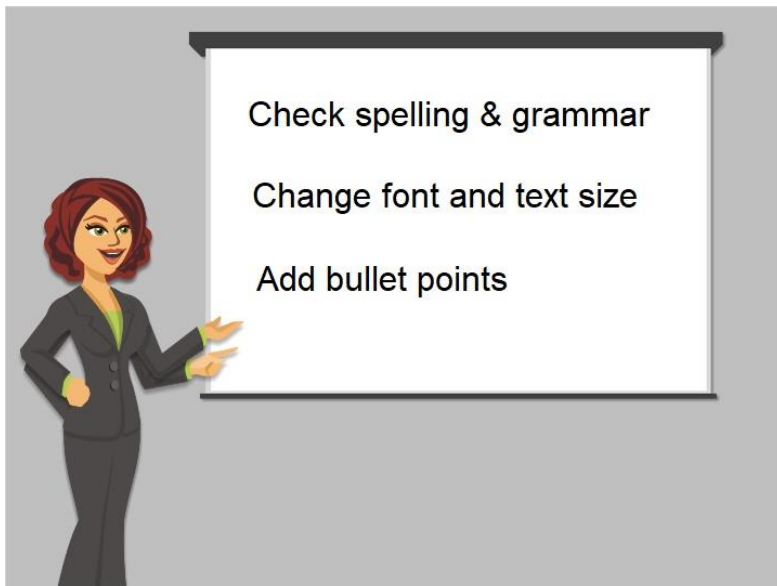 Check spelling & grammar
Change font and text size
Add bullet points